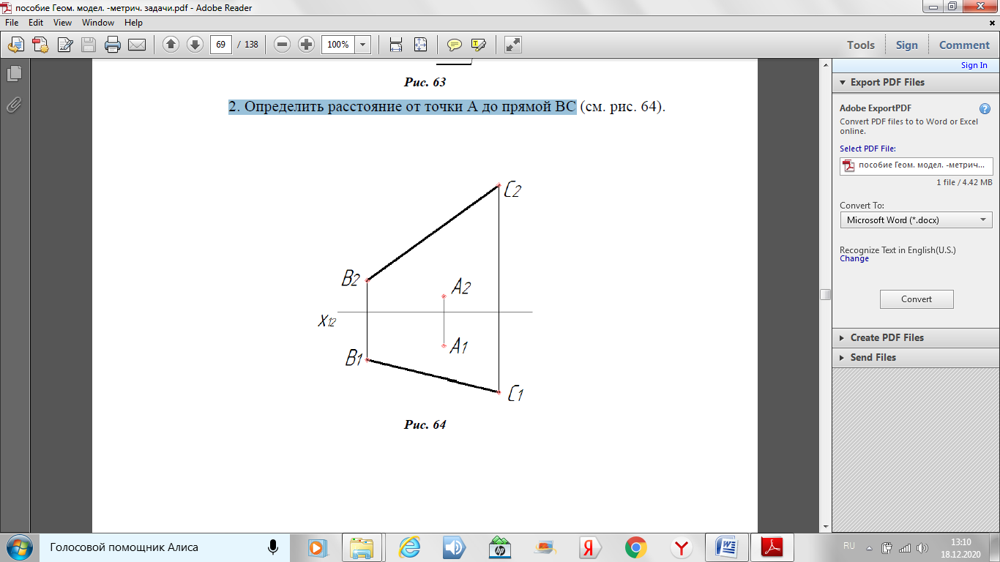 пособие Геом. модел. -метрич. задачи.pdf - Adobe Reader
File Edit View Window Help
69 / 138 100% Tools Sign Comment
Sign In
Рис. 63
Export PDF Files
2. Определить расстояние от точки А до прямой ВС (см. рис. 64).
Adobe ExportPDF
Convert PDF files to to Word or Excel
online.
Select PDF File:
пособие Геом. модел. -метрич...
1 file / 4.42 MB
C2
Convert To:
Microsoft Word (*.docx)
Recognize Text in English(U.S.)
Change
B2
A2
Convert
X12
A1
B1
C1
Create PDF Files
Send Files
Рис. 64
Голосовой помощник Алиса
RU
13:10
18.12.2020